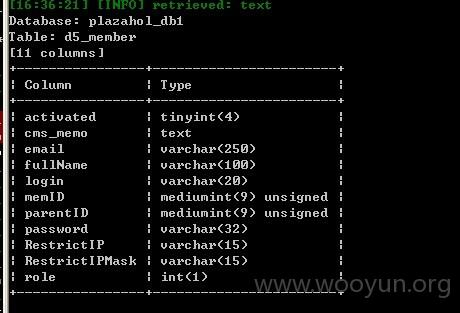 [16:36:21] [INFO] retrieved: text
Database: plazahol_db1
Table: d5_member
[11 columns]
| Column | Type |
| activated | tinyint(4) |
| cms_memo | text |
| email | varchar(250) |
| fullName | varchar(100) |
| login | varchar(20) |
| memID | mediumint(9) unsigned |
| parentID | mediumint(9) unsigned |
| password | varchar(32) |
| RestrictIP | varchar(15) |
| RestrictIPMask | varchar(15) |
| role | int(1) |
www.wooyun.org